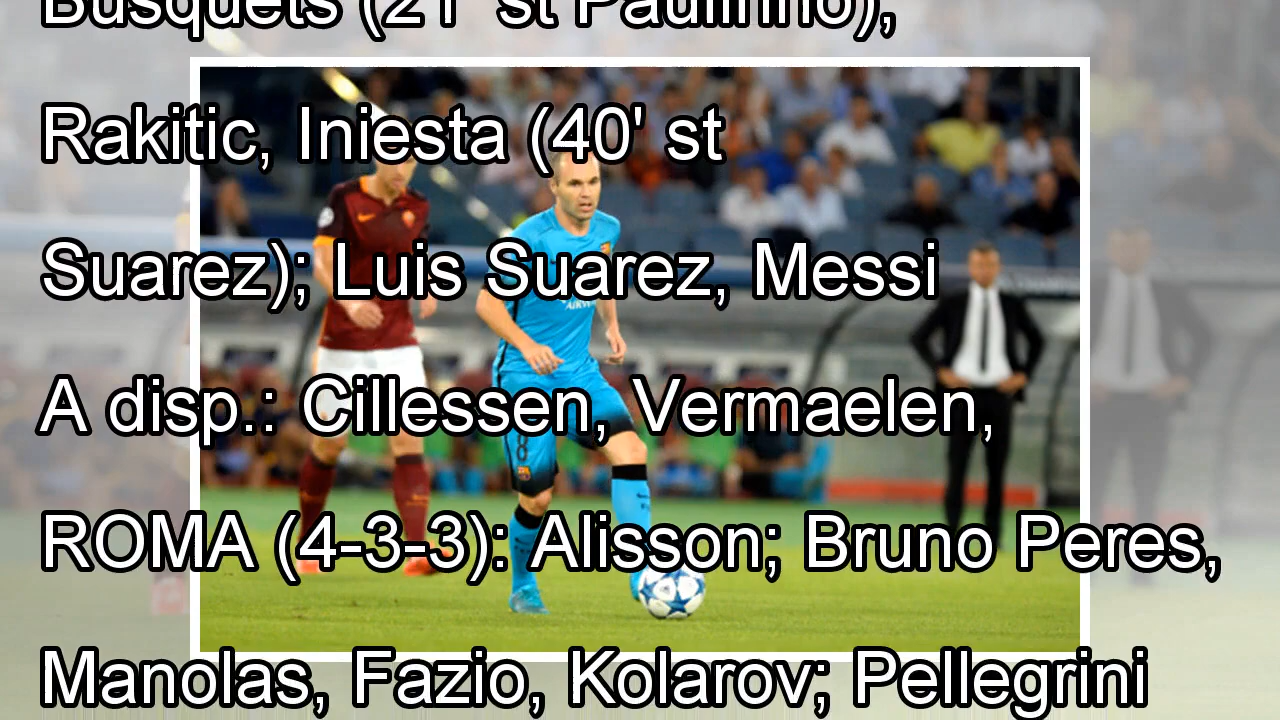 Busquets (21' st Paulinho),
Rakitic, Iniesta (40' st
Suarez); Luis Suarez, Messi
A disp.: Cillessen, Vermaelen,
ROMA (4-3-3): Alisson; Bruno Peres,
Manolas, Fazio, Kolarov; Pellegrini
8